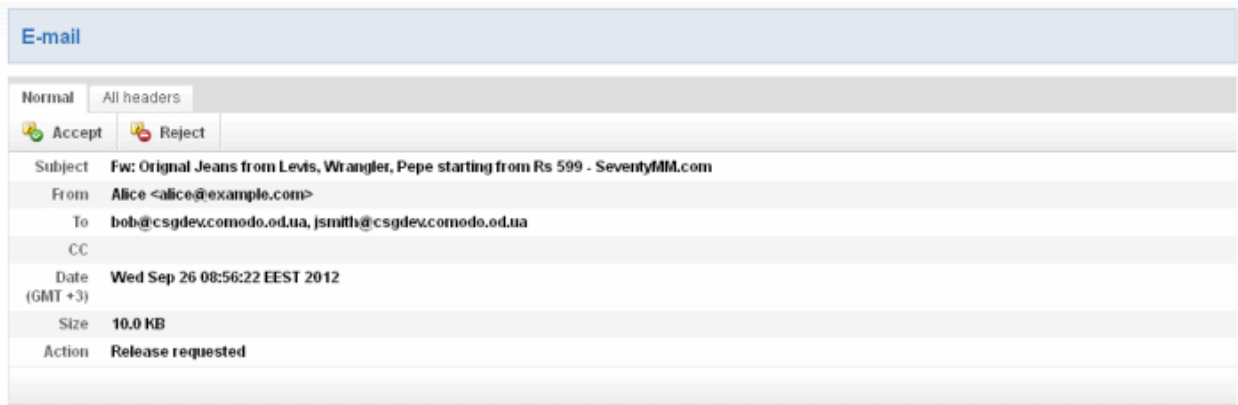 E-mail
Normal All headers
Accept Reject
Subject Fw: Orignal Jeans from Levis, Wrangler, Pepe starting from Rs 599 - SeventyMM.com
From Alice <alice@example.com>
To bob@csgdev.comodo.od.ua, jsmith@csgdev.comodo.od.ua
CC
Date Wed Sep 26 08:56:22 EEST 2012
(GMT +3)
Size 10.0 KB
Action Release requested